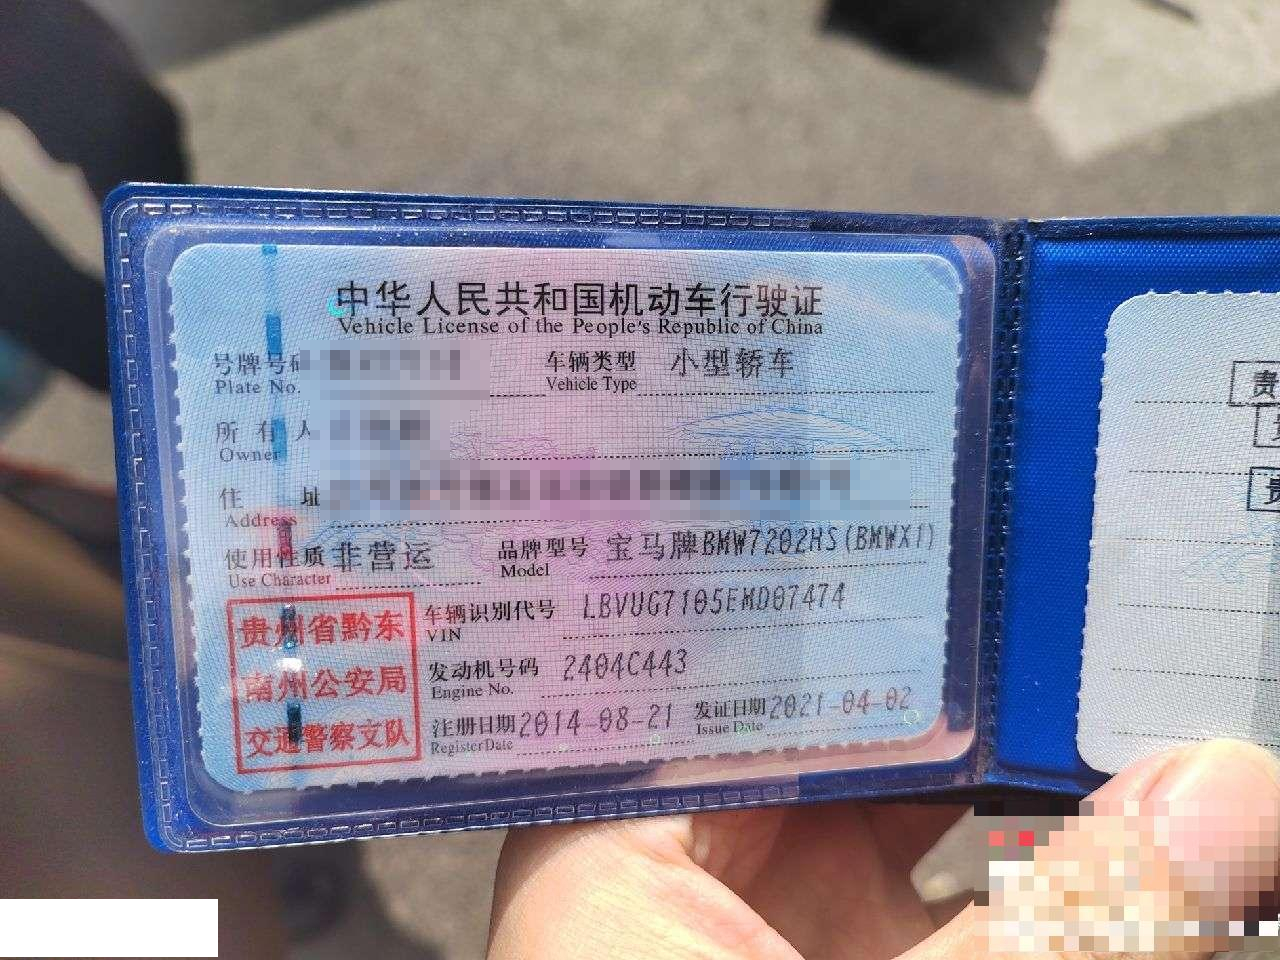 中华人民共和国机动车行驶证
Vehicle License of the People's Republic of China
号牌号码
Plate No.
车辆类型 小型轿车
Vehicle Type
所有人
Owner
住址
Address
使用性质 非营运
Use Character
品牌型号 宝马牌BMW7202HS(BMWX1)
Model
车辆识别代号 LBVUG7105EMD07474
VIN
发动机号码 2404C443
Engine No.
注册日期 2014-08-21
Register Date
发证日期 2021-04-02
Issue Date
贵州省黔东
南州公安局
交通警察支队
贵
贵